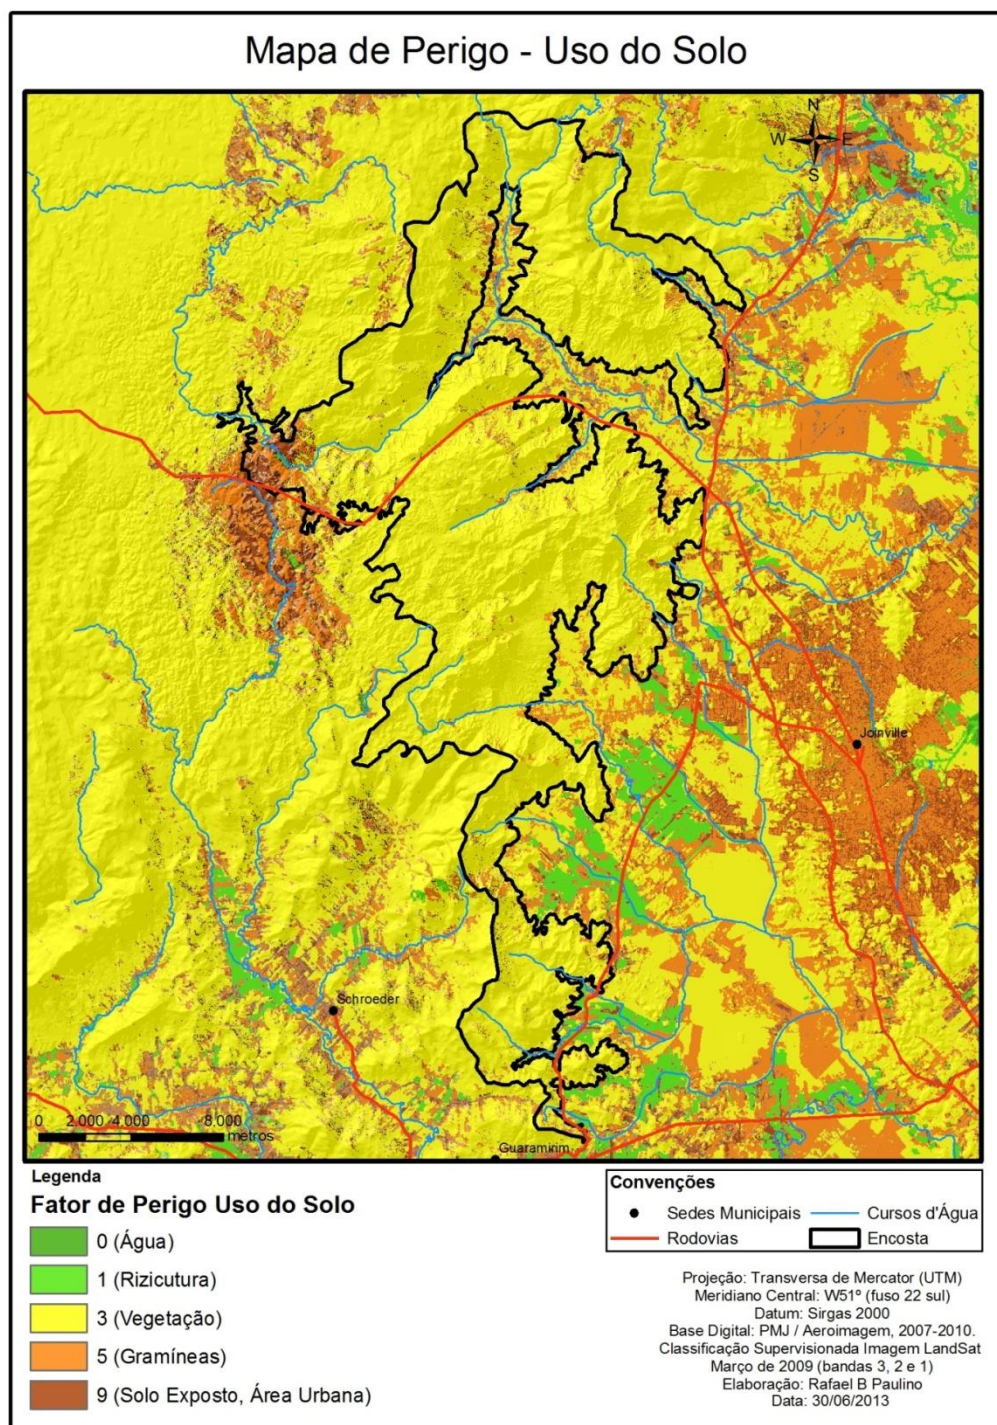 Mapa de Perigo - Uso do Solo
N
W E
S
Joinville
Schroeder
Guaramirim
0 2.000 4.000 8.000
metros
Legenda
Fator de Perigo Uso do Solo
0 (Água)
1 (Rizicutura)
3 (Vegetação)
5 (Gramíneas)
9 (Solo Exposto, Área Urbana)
Convenções
Sedes Municipais
Cursos d'Água
Rodovias
Encosta
Projeção: Transversa de Mercator (UTM)
Meridiano Central: W51º (fuso 22 sul)
Datum: Sirgas 2000
Base Digital: PMJ / Aeroimagem, 2007-2010.
Classificação Supervisionada Imagem LandSat
Março de 2009 (bandas 3, 2 e 1)
Elaboração: Rafael B Paulino
Data: 30/06/2013